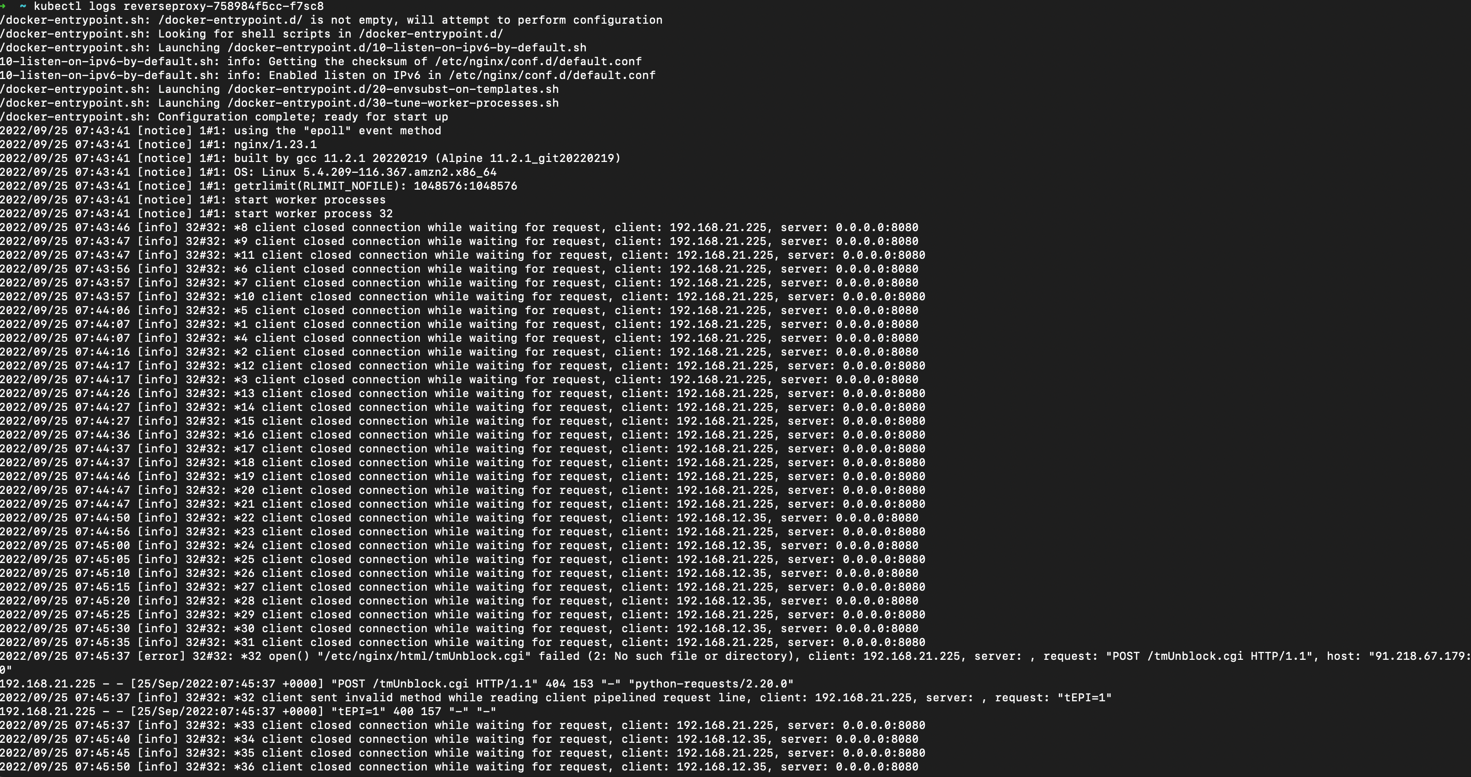 → ~ kubectl logs reverseproxy-758984f5cc-f7sc8
/docker-entrypoint.sh: /docker-entrypoint.d/ is not empty, will attempt to perform configuration
/docker-entrypoint.sh: Looking for shell scripts in /docker-entrypoint.d/
/docker-entrypoint.sh: Launching /docker-entrypoint.d/10-listen-on-ipv6-by-default.sh
10-listen-on-ipv6-by-default.sh: info: Getting the checksum of /etc/nginx/conf.d/default.conf
10-listen-on-ipv6-by-default.sh: info: Enabled listen on IPv6 in /etc/nginx/conf.d/default.conf
/docker-entrypoint.sh: Launching /docker-entrypoint.d/20-envsubst-on-templates.sh
/docker-entrypoint.sh: Launching /docker-entrypoint.d/30-tune-worker-processes.sh
/docker-entrypoint.sh: Configuration complete; ready for start up
2022/09/25 07:43:41 [notice] 1#1: using the "epoll" event method
2022/09/25 07:43:41 [notice] 1#1: nginx/1.23.1
2022/09/25 07:43:41 [notice] 1#1: built by gcc 11.2.1 20220219 (Alpine 11.2.1_git20220219)
2022/09/25 07:43:41 [notice] 1#1: OS: Linux 5.4.209-116.367.amzn2.x86_64
2022/09/25 07:43:41 [notice] 1#1: getrlimit(RLIMIT_NOFILE): 1048576:1048576
2022/09/25 07:43:41 [notice] 1#1: start worker processes
2022/09/25 07:43:41 [notice] 1#1: start worker process 32
2022/09/25 07:43:46 [info] 32#32: *8 client closed connection while waiting for request, client: 192.168.21.225, server: 0.0.0.0:8080
2022/09/25 07:43:47 [info] 32#32: *9 client closed connection while waiting for request, client: 192.168.21.225, server: 0.0.0.0:8080
2022/09/25 07:43:47 [info] 32#32: *11 client closed connection while waiting for request, client: 192.168.21.225, server: 0.0.0.0:8080
2022/09/25 07:43:56 [info] 32#32: *6 client closed connection while waiting for request, client: 192.168.21.225, server: 0.0.0.0:8080
2022/09/25 07:43:57 [info] 32#32: *7 client closed connection while waiting for request, client: 192.168.21.225, server: 0.0.0.0:8080
2022/09/25 07:43:57 [info] 32#32: *10 client closed connection while waiting for request, client: 192.168.21.225, server: 0.0.0.0:8080
2022/09/25 07:44:06 [info] 32#32: *5 client closed connection while waiting for request, client: 192.168.21.225, server: 0.0.0.0:8080
2022/09/25 07:44:07 [info] 32#32: *1 client closed connection while waiting for request, client: 192.168.21.225, server: 0.0.0.0:8080
2022/09/25 07:44:07 [info] 32#32: *4 client closed connection while waiting for request, client: 192.168.21.225, server: 0.0.0.0:8080
2022/09/25 07:44:16 [info] 32#32: *2 client closed connection while waiting for request, client: 192.168.21.225, server: 0.0.0.0:8080
2022/09/25 07:44:17 [info] 32#32: *12 client closed connection while waiting for request, client: 192.168.21.225, server: 0.0.0.0:8080
2022/09/25 07:44:17 [info] 32#32: *3 client closed connection while waiting for request, client: 192.168.21.225, server: 0.0.0.0:8080
2022/09/25 07:44:26 [info] 32#32: *13 client closed connection while waiting for request, client: 192.168.21.225, server: 0.0.0.0:8080
2022/09/25 07:44:27 [info] 32#32: *14 client closed connection while waiting for request, client: 192.168.21.225, server: 0.0.0.0:8080
2022/09/25 07:44:27 [info] 32#32: *15 client closed connection while waiting for request, client: 192.168.21.225, server: 0.0.0.0:8080
2022/09/25 07:44:36 [info] 32#32: *16 client closed connection while waiting for request, client: 192.168.21.225, server: 0.0.0.0:8080
2022/09/25 07:44:37 [info] 32#32: *17 client closed connection while waiting for request, client: 192.168.21.225, server: 0.0.0.0:8080
2022/09/25 07:44:37 [info] 32#32: *18 client closed connection while waiting for request, client: 192.168.21.225, server: 0.0.0.0:8080
2022/09/25 07:44:46 [info] 32#32: *19 client closed connection while waiting for request, client: 192.168.21.225, server: 0.0.0.0:8080
2022/09/25 07:44:47 [info] 32#32: *20 client closed connection while waiting for request, client: 192.168.21.225, server: 0.0.0.0:8080
2022/09/25 07:44:47 [info] 32#32: *21 client closed connection while waiting for request, client: 192.168.21.225, server: 0.0.0.0:8080
2022/09/25 07:44:50 [info] 32#32: *22 client closed connection while waiting for request, client: 192.168.12.35, server: 0.0.0.0:8080
2022/09/25 07:44:56 [info] 32#32: *23 client closed connection while waiting for request, client: 192.168.21.225, server: 0.0.0.0:8080
2022/09/25 07:45:00 [info] 32#32: *24 client closed connection while waiting for request, client: 192.168.12.35, server: 0.0.0.0:8080
2022/09/25 07:45:05 [info] 32#32: *25 client closed connection while waiting for request, client: 192.168.21.225, server: 0.0.0.0:8080
2022/09/25 07:45:10 [info] 32#32: *26 client closed connection while waiting for request, client: 192.168.12.35, server: 0.0.0.0:8080
2022/09/25 07:45:15 [info] 32#32: *27 client closed connection while waiting for request, client: 192.168.21.225, server: 0.0.0.0:8080
2022/09/25 07:45:20 [info] 32#32: *28 client closed connection while waiting for request, client: 192.168.12.35, server: 0.0.0.0:8080
2022/09/25 07:45:25 [info] 32#32: *29 client closed connection while waiting for request, client: 192.168.21.225, server: 0.0.0.0:8080
2022/09/25 07:45:30 [info] 32#32: *30 client closed connection while waiting for request, client: 192.168.12.35, server: 0.0.0.0:8080
2022/09/25 07:45:35 [info] 32#32: *31 client closed connection while waiting for request, client: 192.168.21.225, server: 0.0.0.0:8080
2022/09/25 07:45:37 [error] 32#32: *32 open() "/etc/nginx/html/tmUnblock.cgi" failed (2: No such file or directory), client: 192.168.21.225, server: , request: "POST /tmUnblock.cgi HTTP/1.1", host: "91.218.67.179:
0"
192.168.21.225 - - [25/Sep/2022:07:45:37 +0000] "POST /tmUnblock.cgi HTTP/1.1" 404 153 "-" "python-requests/2.20.0"
2022/09/25 07:45:37 [info] 32#32: *32 client sent invalid method while reading client pipelined request line, client: 192.168.21.225, server: , request: "tEPI=1"
192.168.21.225 - - [25/Sep/2022:07:45:37 +0000] "tEPI=1" 400 157 "-" "-"
2022/09/25 07:45:37 [info] 32#32: *33 client closed connection while waiting for request, client: 192.168.21.225, server: 0.0.0.0:8080
2022/09/25 07:45:40 [info] 32#32: *34 client closed connection while waiting for request, client: 192.168.12.35, server: 0.0.0.0:8080
2022/09/25 07:45:45 [info] 32#32: *35 client closed connection while waiting for request, client: 192.168.21.225, server: 0.0.0.0:8080
2022/09/25 07:45:50 [info] 32#32: *36 client closed connection while waiting for request, client: 192.168.12.35, server: 0.0.0.0:8080